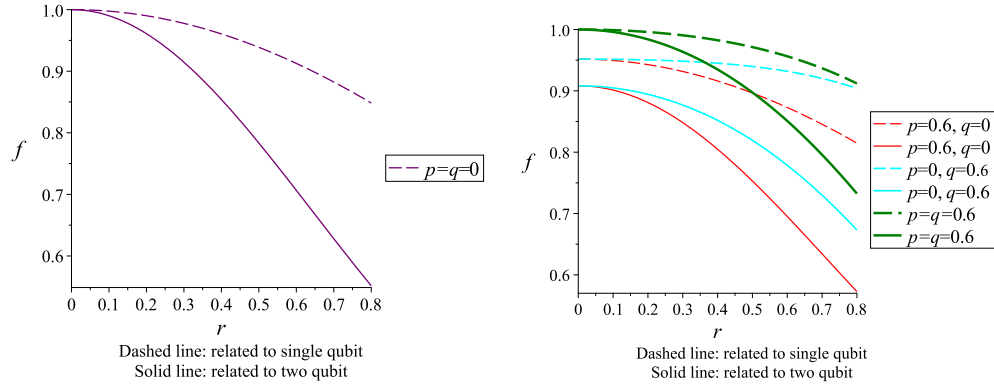 1.0
0.9
f
0.8
0.7
0.6
0 0.1 0.2 0.3 0.4 0.5 0.6 0.7 0.8
r
Dashed line: related to single qubit
Solid line: related to two qubit
p=q=0
1.0
0.9
f
0.8
0.7
0.6
0 0.1 0.2 0.3 0.4 0.5 0.6 0.7 0.8
r
Dashed line: related to single qubit
Solid line: related to two qubit
p=0.6, q=0
p=0.6, q=0
p=0, q=0.6
p=0, q=0.6
p=q=0.6
p=q=0.6